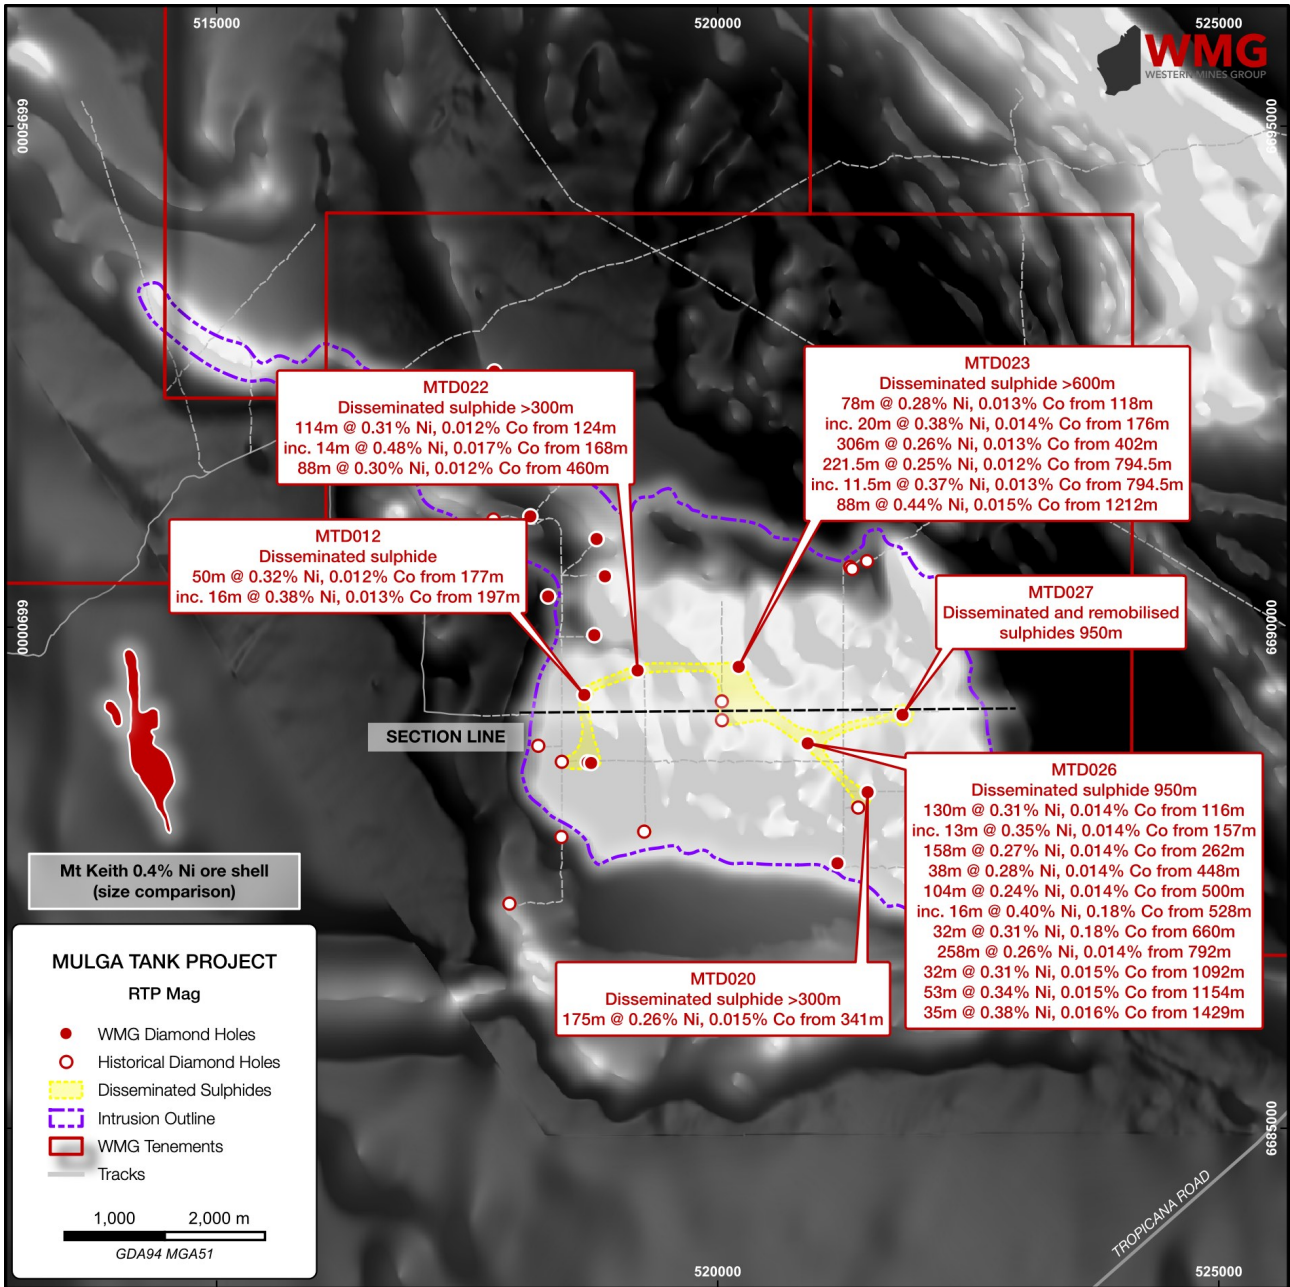 515000
520000
525000
WMG
WESTERN MINES GROUP
6695000
6695000
MTD022
Disseminated sulphide >300m
114m @ 0.31% Ni, 0.012% Co from 124m
inc. 14m @ 0.48% Ni, 0.017% Co from 168m
88m @ 0.30% Ni, 0.012% Co from 460m
MTD023
Disseminated sulphide >600m
78m @ 0.28% Ni, 0.013% Co from 118m
inc. 20m @ 0.38% Ni, 0.014% Co from 176m
306m @ 0.26% Ni, 0.013% Co from 402m
221.5m @ 0.25% Ni, 0.012% Co from 794.5m
inc. 11.5m @ 0.37% Ni, 0.013% Co from 794.5m
88m @ 0.44% Ni, 0.015% Co from 1212m
MTD012
Disseminated sulphide
50m @ 0.32% Ni, 0.012% Co from 177m
inc. 16m @ 0.38% Ni, 0.013% Co from 197m
MTD027
Disseminated and remobilised
sulphides 950m
6690000
6690000
SECTION LINE
MTD026
Disseminated sulphide 950m
130m @ 0.31% Ni, 0.014% Co from 116m
inc. 13m @ 0.35% Ni, 0.014% Co from 157m
158m @ 0.27% Ni, 0.014% Co from 262m
38m @ 0.28% Ni, 0.014% Co from 448m
104m @ 0.24% Ni, 0.014% Co from 500m
inc. 16m @ 0.40% Ni, 0.18% Co from 528m
32m @ 0.31% Ni, 0.18% Co from 660m
258m @ 0.26% Ni, 0.014% from 792m
32m @ 0.31% Ni, 0.015% Co from 1092m
53m @ 0.34% Ni, 0.015% Co from 1154m
35m @ 0.38% Ni, 0.016% Co from 1429m
Mt Keith 0.4% Ni ore shell
(size comparison)
MTD020
Disseminated sulphide >300m
175m @ 0.26% Ni, 0.015% Co from 341m
MULGA TANK PROJECT
RTP Mag
WMG Diamond Holes
Historical Diamond Holes
Disseminated Sulphides
Intrusion Outline
WMG Tenements
Tracks
1,000 2,000 m
GDA94 MGA51
6685000
TROPICANA ROAD
520000
525000